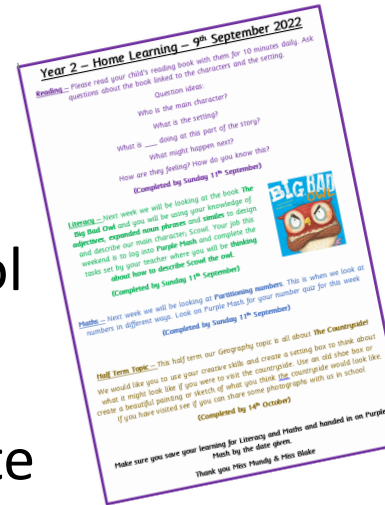 Year 2 – Home Learning – 9th September 2022
Reading – Please read your child's reading book with them for 10 minutes daily. Ask
questions about the book linked to the characters and the setting.
Question ideas:
Who is the main character?
What is the setting?
What is ___ doing at this part of the story?
What might happen next?
How are they feeling? How do you know this?
(Completed by Sunday 11th September)
Literacy – Next week we will be looking at the book The
Big Bad Owl and you will be using your knowledge of
adjectives, expanded noun phrases and similes to design
and describe our main character, Scowl. Your job this
weekend is to log into Purple Mash and complete the
tasks set by your teacher where you will be thinking
about how to describe Scowl the owl.
(Completed by Sunday 11th September)
BIG BAD
OWL
Maths – Next week we will be looking at Partitioning numbers. This is when we look at
numbers in different ways. Look on Purple Mash for your number quiz for this week
(Completed by Sunday 11th September)
Half Term Topic – This half term our Geography topic is all about The Countryside!
We would like you to use your creative skills and create a setting box to think about
what it might look like if you were to visit the countryside. Use an old shoe box or
create a beautiful painting or sketch of what you think the countryside would look like.
If you have visited see if you can share some photographs with us in school.
(Completed by 14th October)
Make sure you save your learning for Literacy and Maths and handed in on Purple
Mash by the date given.
Thank you Miss Mundy & Miss Blake
ol
te